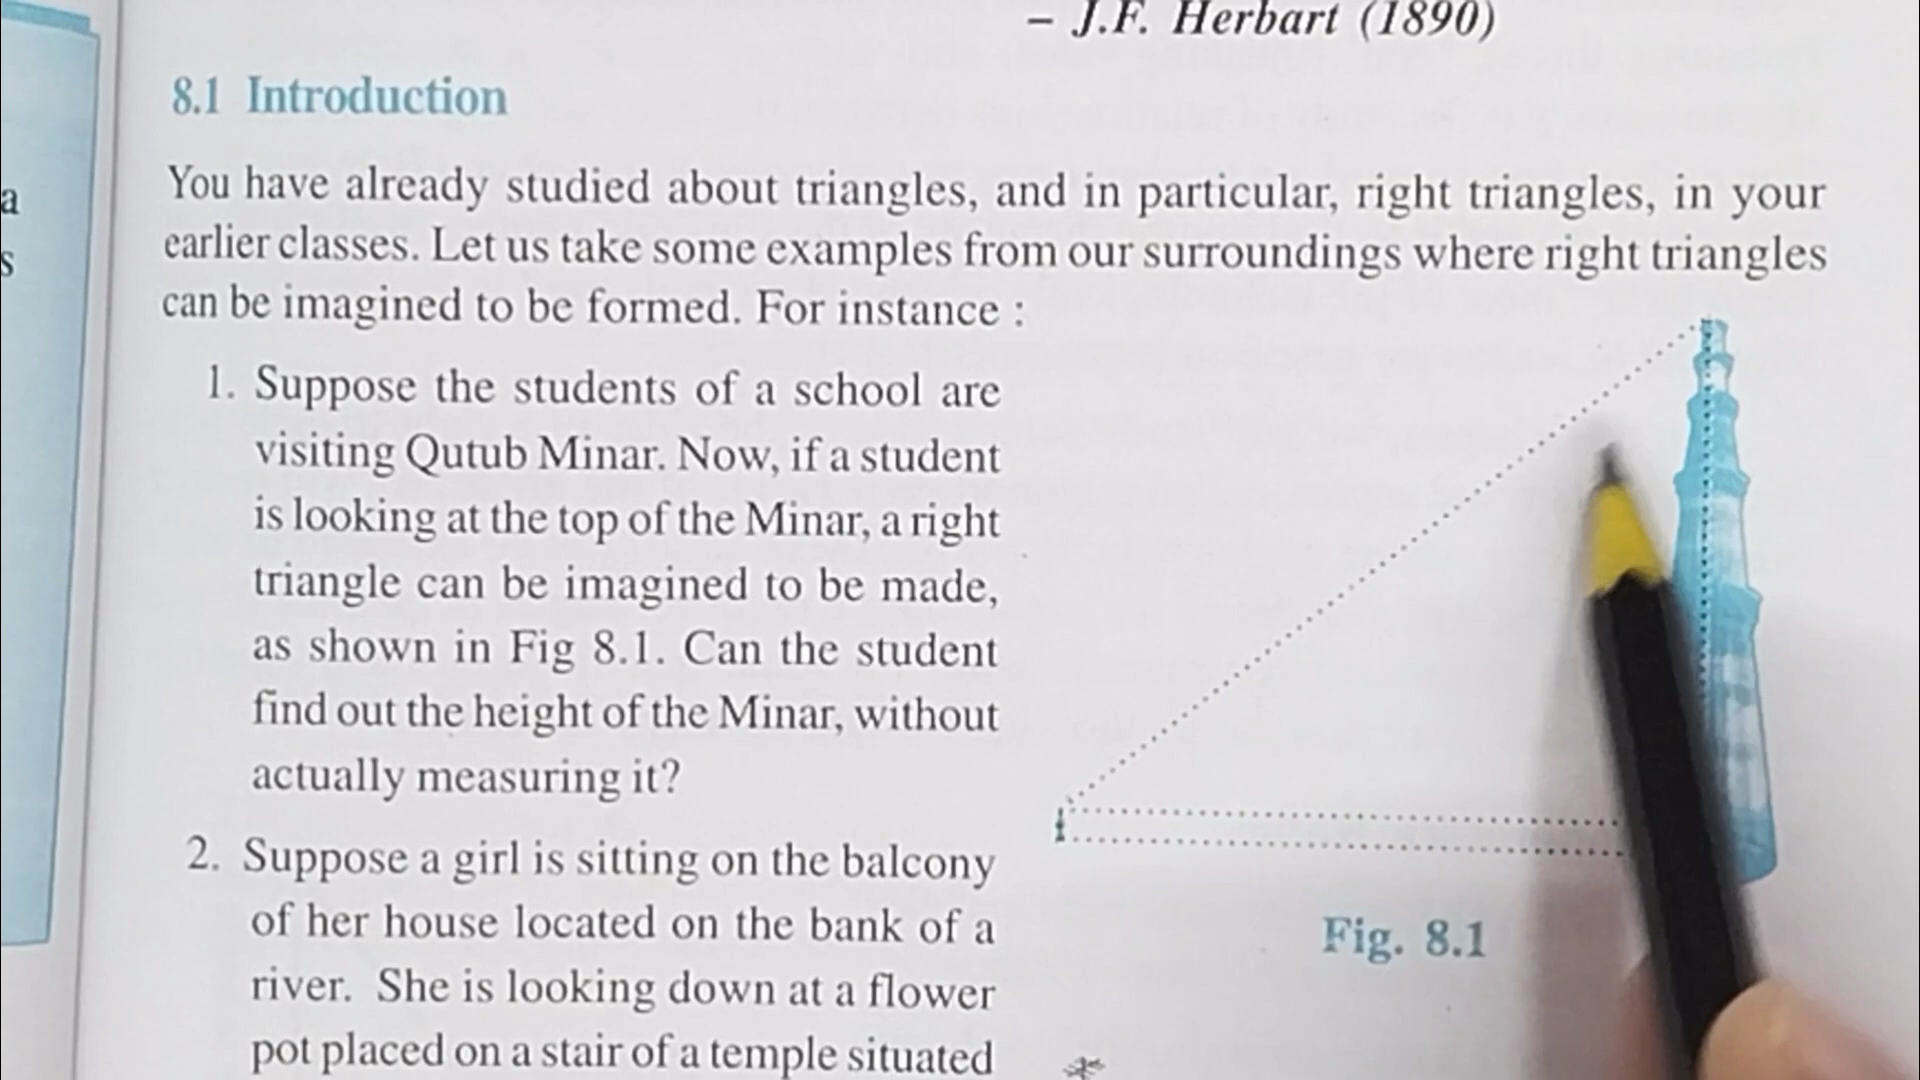 – J.F. Herbart (1890)
8.1 Introduction
You have already studied about triangles, and in particular, right triangles, in your
earlier classes. Let us take some examples from our surroundings where right triangles
can be imagined to be formed. For instance :
1. Suppose the students of a school are
visiting Qutub Minar. Now, if a student
is looking at the top of the Minar, a right
triangle can be imagined to be made,
as shown in Fig 8.1. Can the student
find out the height of the Minar, without
actually measuring it?
2. Suppose a girl is sitting on the balcony
of her house located on the bank of a
river. She is looking down at a flower
pot placed on a stair of a temple situated
Fig. 8.1
a
s